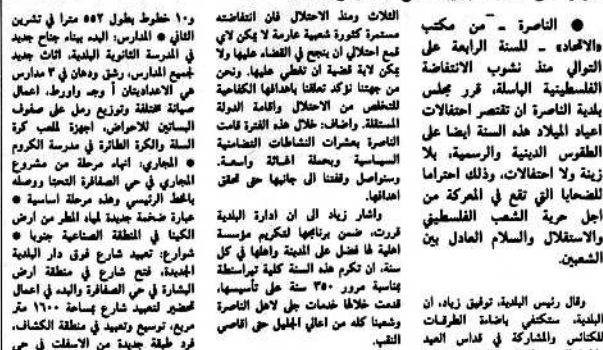 ● الناصرة - من مكتب
«الاتحاد» - للسنة الرابعة على
التوالي منذ نشوب الانتفاضة
الفلسطينية الباسلة، قرر مجلس
بلدية الناصرة ان تقتصر احتفالات
اعياد الميلاد هذه السنة ايضا على
الطقوس الدينية والرسمية، بلا
زينة ولا احتفالات، وذلك احتراما
للضحايا التي تقع في المعركة من
اجل حرية الشعب الفلسطيني
والاستقلال والسلام العادل بين
الشعبين.
وقال رئيس البلدية، توفيق زياد، ان
البلدية، ستكتفي باضاءة الطرقات
للكنائس والمشاركة في قداس العيد
الثلاث ومنذ الاحتلال فان انتفاضته
مستمرة كثورة شعبية عارمة لا يمكن لاي
قمع احتلالي ان ينجح في القضاء عليها ولا
يمكن لاية قضية ان تغطي عليها. ونحن
من جهتنا نؤكد تعلقنا باهدافها الكفاحية
للتخلص من الاحتلال واقامة الدولة
المستقلة. واضاف: خلال هذه الفترة قامت
الناصرة بعشرات النشاطات التضامنية
السياسية وبحملة اغاثة واسعة.
وسنواصل وقفتنا الى جانبها حتى تحقق
اهدافها.
واشار زياد الى ان ادارة البلدية
قررت، ضمن برنامجها لتكريم مؤسسة
اهلية لها فضل على المدينة واهلها في كل
سنة، ان تكرم هذه السنة كلية تيراسنطة
بمناسبة مرور ٣٥٠ سنة على تأسيسها،
قدمت خلالها خدمات جلى لاهل الناصرة
وشعبنا كله من اعالي الجليل حتى اقاصي
النقب.
و١٠ خطوط بطول ٥٥٢ مترا في تشرين
الثاني ● المدارس: البدء ببناء جناح جديد
في المدرسة الثانوية البلدية، اثاث جديد
لجميع المدارس، رشق ودهان في ٣ مدارس
هي الاعداديتان أ وجـ واورط، اعمال
صيانة مختلفة وتوزيع رمل على صفوف
البساتين للاحواض، اجهزة لملعب كرة
السلة والكرة الطائرة في مدرسة الكروم
● المجاري: انهاء مرحلة من مشروع
المجاري في حي الصفافرة التحتا ووصله
بالخط الرئيسي وهذه مرحلة اساسية ●
عبارة ضخمة جديدة لمياه المطر من ارض
الكينا في المنطقة الصناعية جنوبا ●
شوارع: تعبيد شارع فوق دار البلدية
الجديدة، فتح شارع في منطقة ارض
البشارة في حي الصفافرة والبدء في اعمال
تحضير لتعبيد شارع بمساحة ١٦٠٠ متر
مربع، توسيع وتعبيد في منطقة الكشاف،
فرد طبقة جديدة من الاسفلت في حي